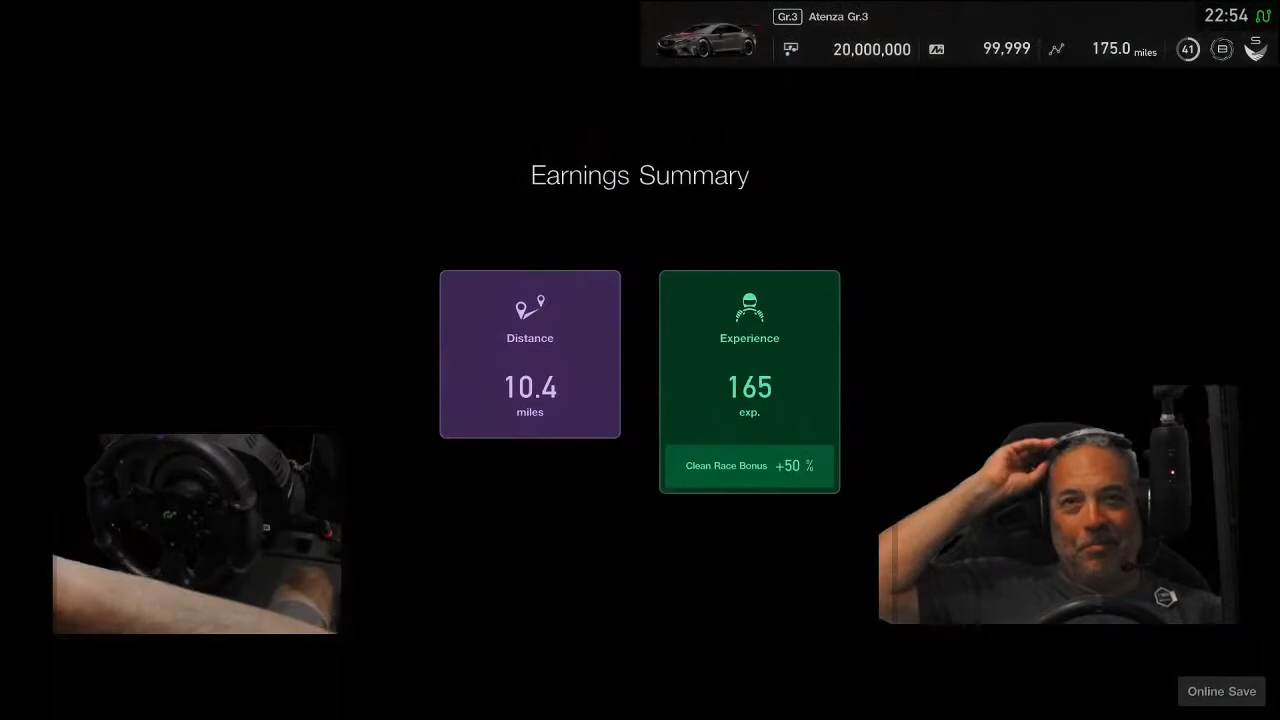 Gr.3 Atenza Gr.3
22:54
20,000,000
99,999
175.0 miles
41
B
S
Earnings Summary
Distance
10.4
miles
Experience
165
exp.
Clean Race Bonus +50 %
Online Save